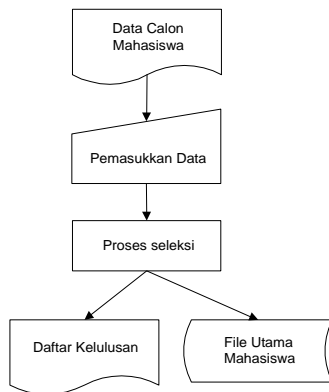 Data Calon
Mahasiswa
Pemasukkan Data
Proses seleksi
Daftar Kelulusan
File Utama
Mahasiswa